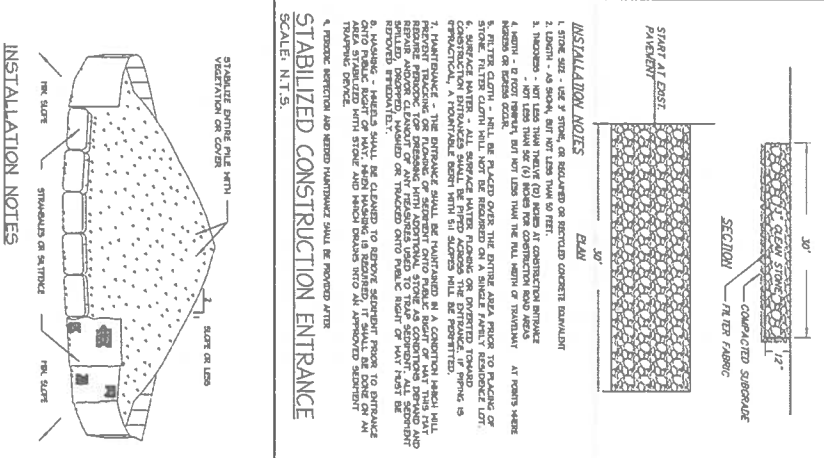 30'
12" CLEAN STONE
12"
COMPACTED SUBGRADE
FILTER FABRIC
SECTION
30'
START AT EXIST.
PAVEMENT
PLAN
INSTALLATION NOTES
1. STONE SIZE - USE 3" STONE, OR RECLAIMED OR RECYCLED CONCRETE EQUIVALENT
2. LENGTH - AS SHOWN, BUT NOT LESS THAN 50 FEET.
3. THICKNESS - NOT LESS THAN TWELVE (12) INCHES AT CONSTRUCTION ENTRANCE
- NOT LESS THAN SIX (6) INCHES FOR CONSTRUCTION ROAD AREAS
4. WIDTH - 12 FOOT MINIMUM, BUT NOT LESS THAN THE FULL WIDTH OF TRAVELWAY AT POINTS WHERE
INGRESS OR EGRESS OCCUR.
5. FILTER CLOTH - WILL BE PLACED OVER THE ENTIRE AREA PRIOR TO PLACING OF
STONE. FILTER CLOTH WILL NOT BE REQUIRED ON A SINGLE FAMILY RESIDENCE LOT.
6. SURFACE WATER - ALL SURFACE WATER FLOWING OR DIVERTED TOWARD
CONSTRUCTION ENTRANCES SHALL BE PIPED ACROSS THE ENTRANCE. IF PIPING IS
IMPRACTICAL, A MOUNTABLE BERM WITH 5:1 SLOPES WILL BE PERMITTED.
7. MAINTENANCE - THE ENTRANCE SHALL BE MAINTAINED IN A CONDITION WHICH WILL
PREVENT TRACKING OR FLOWING OF SEDIMENT ONTO PUBLIC RIGHT OF WAY THIS MAY
REQUIRE PERIODIC TOP DRESSING WITH ADDITIONAL STONE AS CONDITIONS DEMAND AND
REPAIR AND/OR CLEANOUT OF ANY MEASURES USED TO TRAP SEDIMENT. ALL SEDIMENT
SPILLED, DROPPED, WASHED OR TRACKED ONTO PUBLIC RIGHT OF WAY MUST BE
REMOVED IMMEDIATELY.
8. WASHING - WHEELS SHALL BE CLEANED TO REMOVE SEDIMENT PRIOR TO ENTRANCE
ONTO PUBLIC RIGHT OF WAY. WHEN WASHING IS REQUIRED, IT SHALL BE DONE ON AN
AREA STABILIZED WITH STONE AND WHICH DRAINS INTO AN APPROVED SEDIMENT
TRAPPING DEVICE.
9. PERIODIC INSPECTION AND NEEDED MAINTENANCE SHALL BE PROVIDED AFTER
STABILIZED CONSTRUCTION ENTRANCE
SCALE: N.T.S.
STABILIZE ENTIRE PILE WITH
VEGETATION OR COVER
2
SLOPE OR LESS
MIN. SLOPE
STRAWBALES OR SILTFENCE
MIN. SLOPE
INSTALLATION NOTES